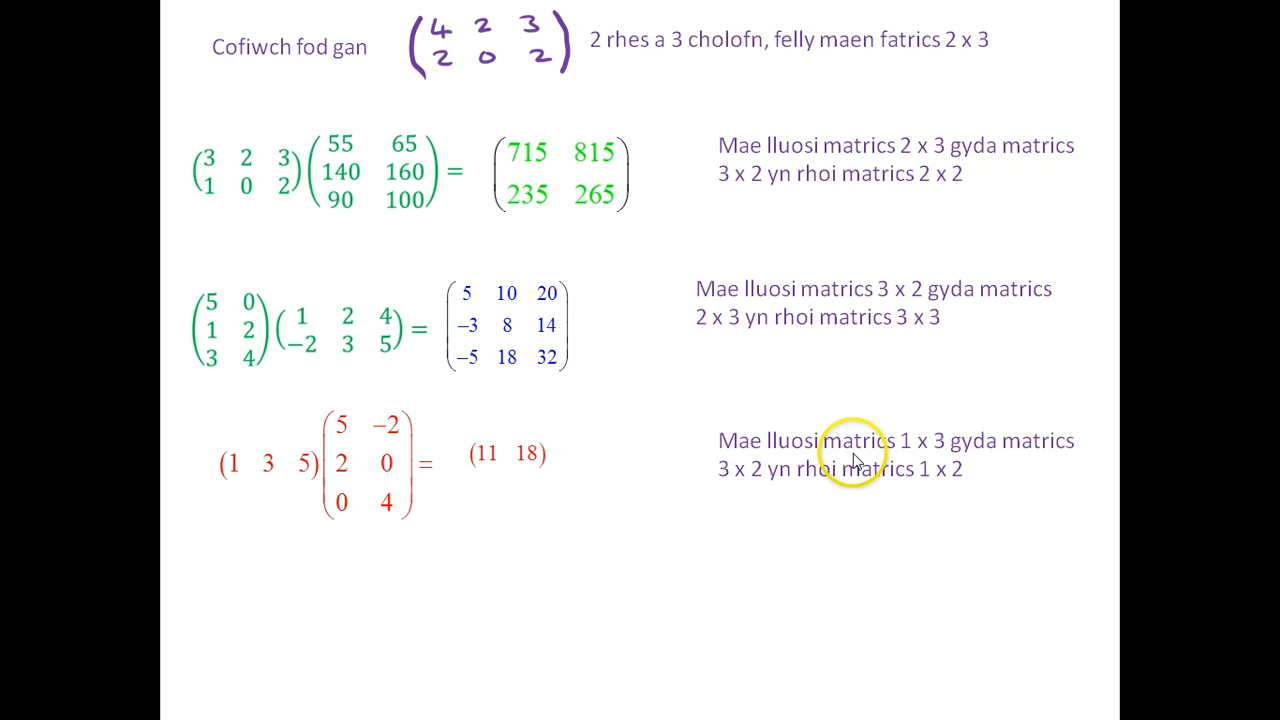 Cofiwch fod gan
4 2 3
2 0 2
2 rhes a 3 cholofn, felly maen fatrics 2 x 3
(3 2 3
1 0 2)
(55 65
140 160
90 100) =
(715 815
235 265)
Mae lluosi matrics 2 x 3 gyda matrics
3 x 2 yn rhoi matrics 2 x 2
(5 0
1 2
3 4)
(1 2 4
−2 3 5) =
(5 10 20
−3 8 14
−5 18 32)
Mae lluosi matrics 3 x 2 gyda matrics
2 x 3 yn rhoi matrics 3 x 3
(1 3 5)
(5 −2
2 0
0 4) =
(11 18)
Mae lluosi matrics 1 x 3 gyda matrics
3 x 2 yn rhoi matrics 1 x 2